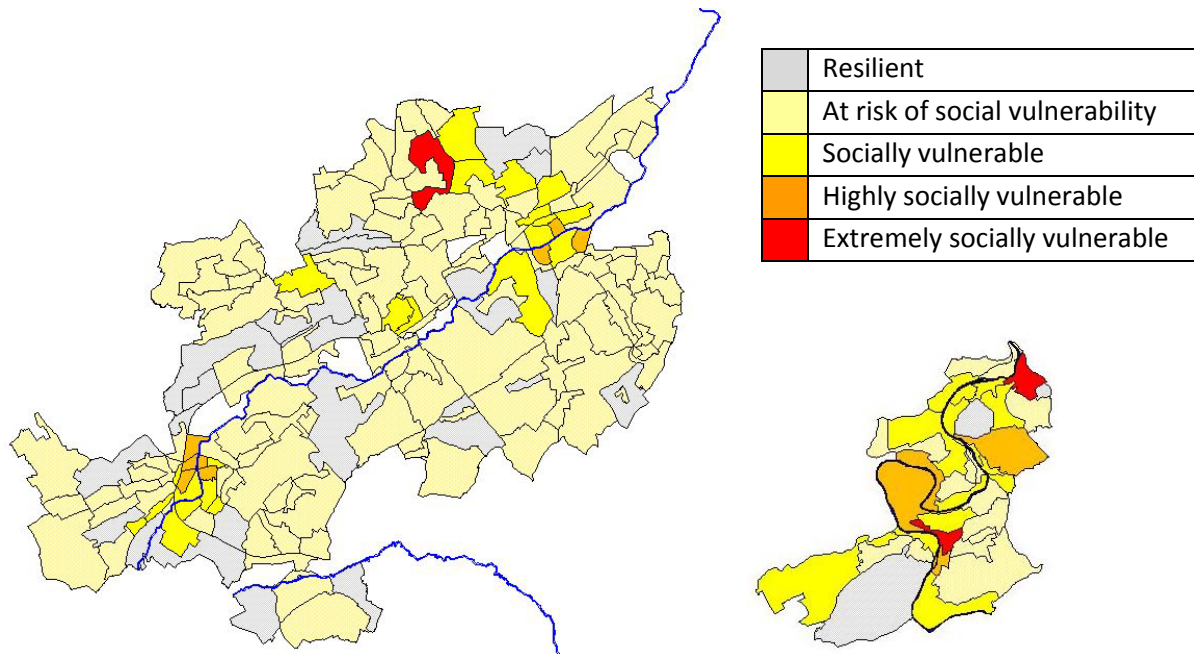 Resilient
At risk of social vulnerability
Socially vulnerable
Highly socially vulnerable
Extremely socially vulnerable